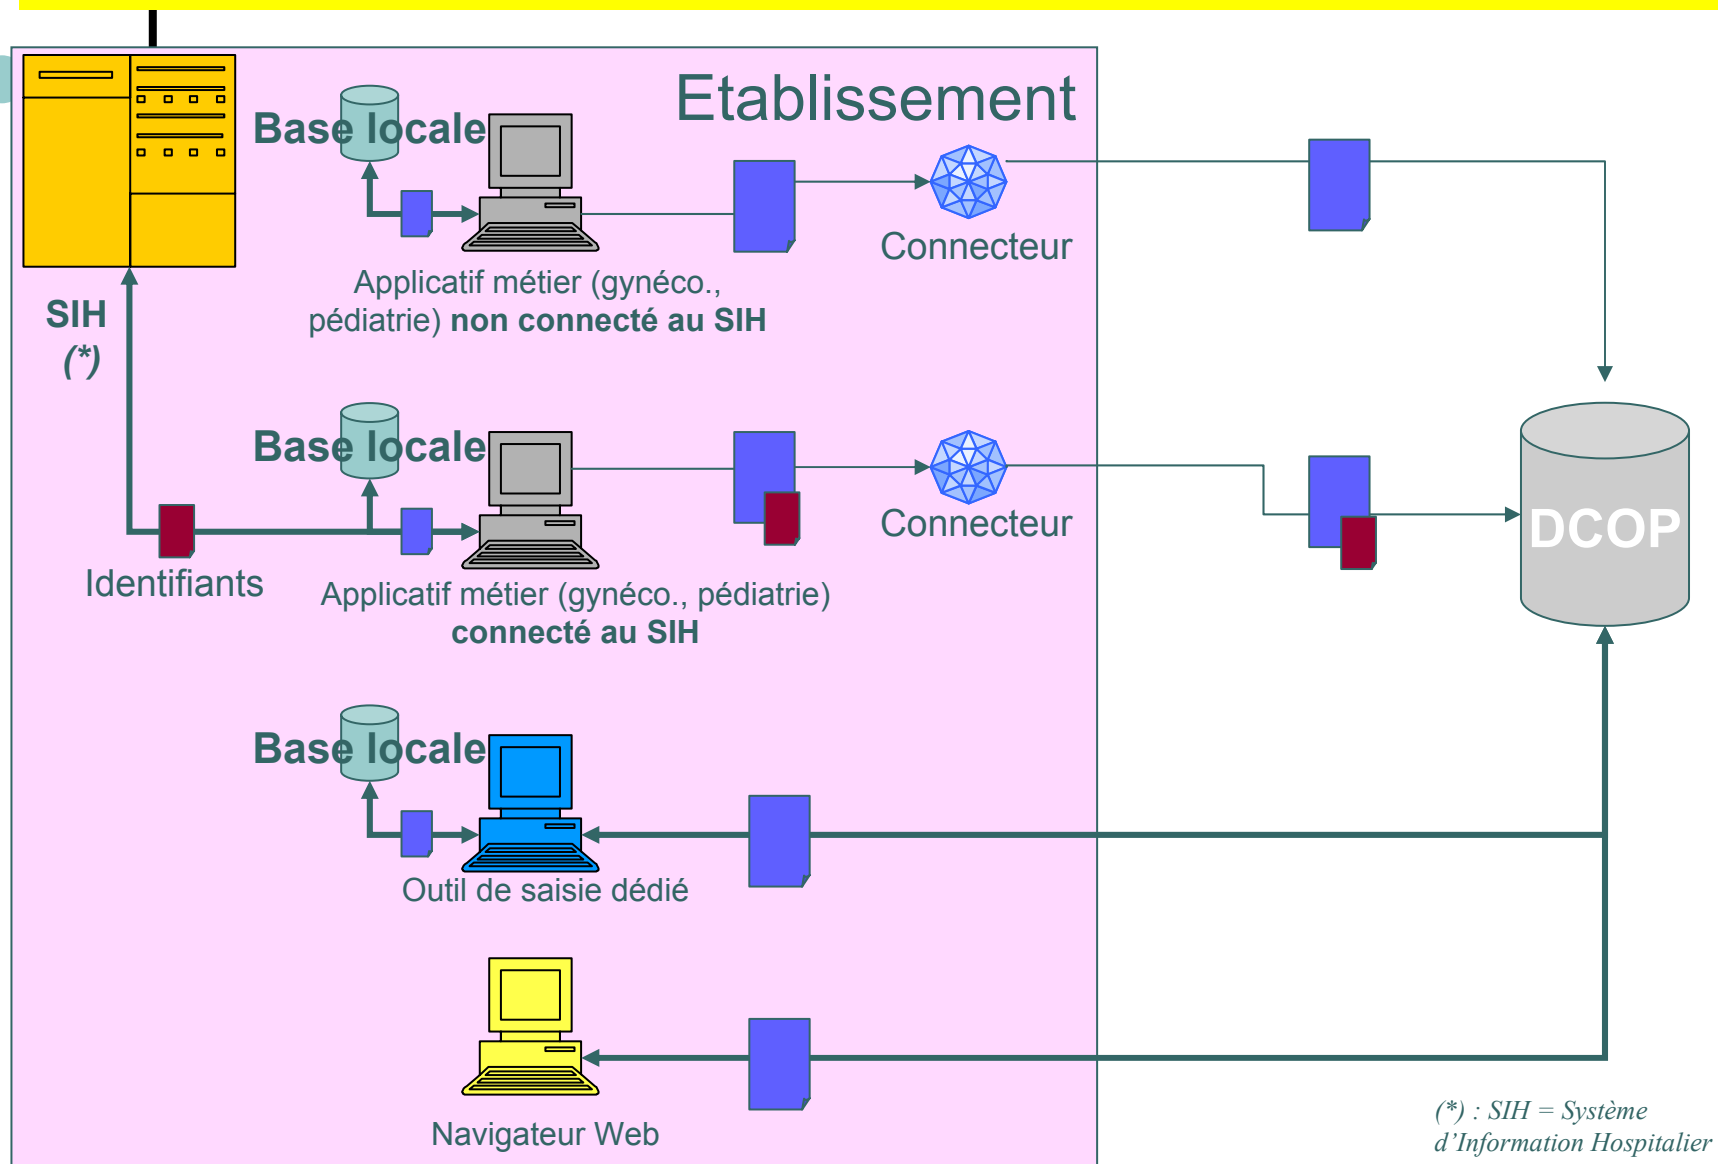 Etablissement
Base locale
Connecteur
Applicatif métier (gynéco.,
pédiatrie) non connecté au SIH
SIH
(*)
Base locale
Connecteur
DCOP
Identifiants
Applicatif métier (gynéco., pédiatrie)
connecté au SIH
Base locale
Outil de saisie dédié
Navigateur Web
(*) : SIH = Système
d’Information Hospitalier